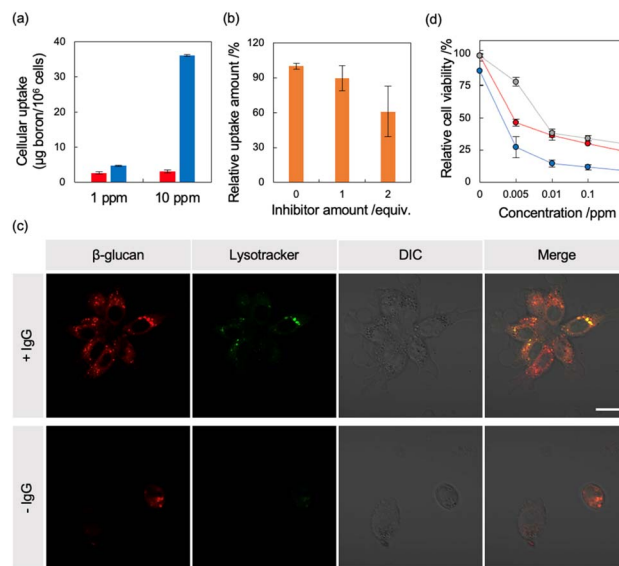 (a)
Cellular uptake
(µg boron/10⁶ cells)
40
30
20
10
0
1 ppm
10 ppm
(b)
Relative uptake amount /%
120
90
60
30
0
0
1
2
Inhibitor amount /equiv.
(d)
Relative cell viability /%
100
75
50
25
0
0
0.005
0.01
0.1
1
Concentration /ppm
(c)
β-glucan
Lysotracker
DIC
Merge
+ IgG
- IgG